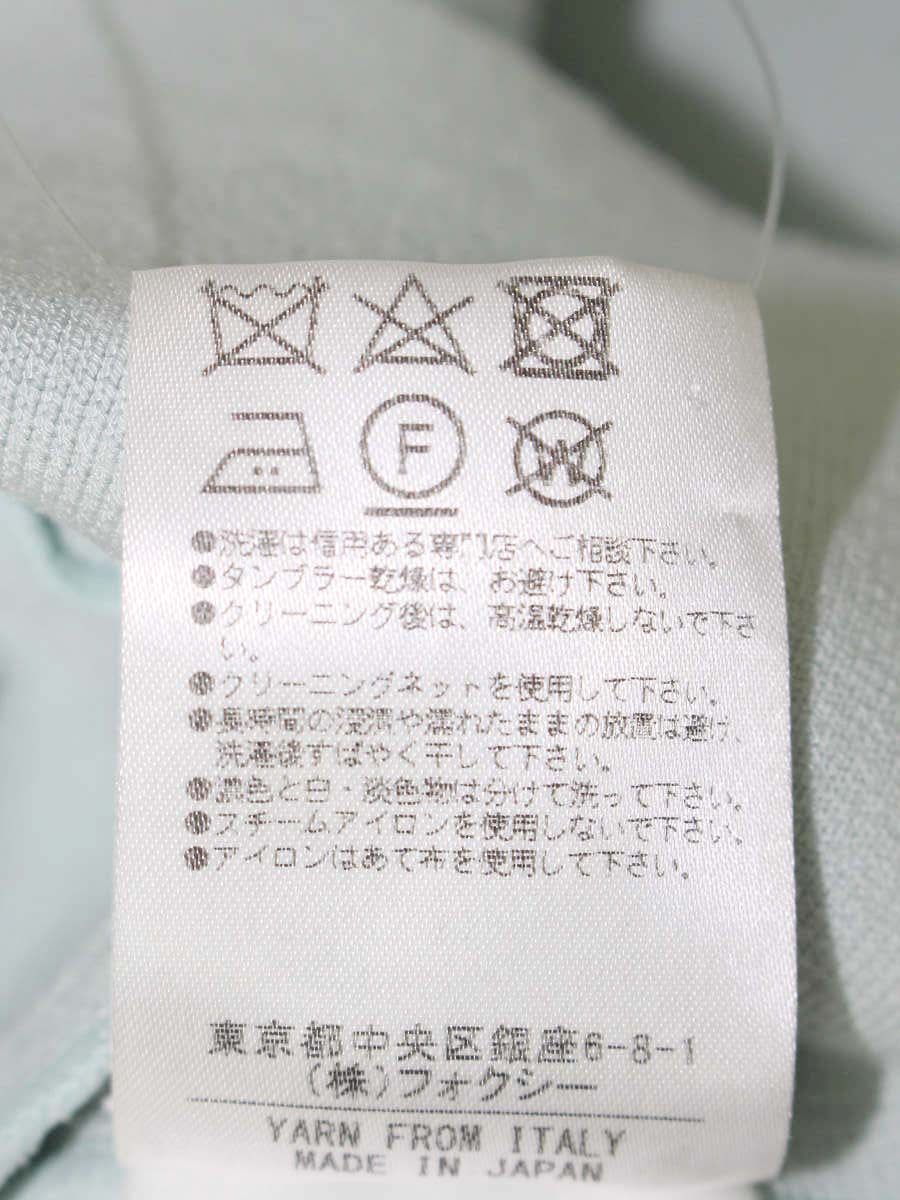 F
W
●洗濯は信用ある専門店へご相談下さい。
●タンブラー乾燥は、お避け下さい。
●クリーニング後は、高温乾燥しないで下さ
い。
●クリーニングネットを使用して下さい。
●長時間の浸漬や濡れたままの放置は避け、
洗濯後すばやく干して下さい。
●濃色と白・淡色物は分けて洗って下さい。
●スチームアイロンを使用しないで下さい。
●アイロンはあて布を使用して下さい。
東京都中央区銀座6-8-1
(株)フォクシー
YARN FROM ITALY
MADE IN JAPAN